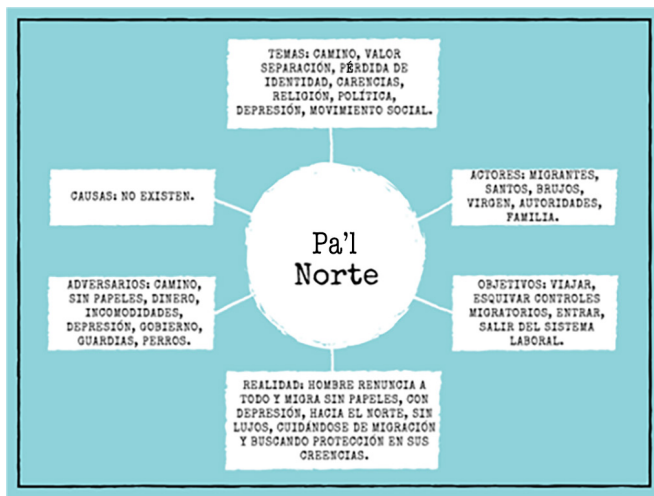 TEMAS: CAMINO, VALOR
SEPARACIÓN, PÉRDIDA DE
IDENTIDAD, CARENCIAS,
RELIGIÓN, POLÍTICA,
DEPRESIÓN, MOVIMIENTO SOCIAL.
CAUSAS: NO EXISTEN.
ACTORES: MIGRANTES,
SANTOS, BRUJOS,
VIRGEN, AUTORIDADES,
FAMILIA.
Pa'l
Norte
ADVERSARIOS: CAMINO,
SIN PAPELES, DINERO,
INCOMODIDADES,
DEPRESIÓN, GOBIERNO,
GUARDIAS, PERROS.
OBJETIVOS: VIAJAR,
ESQUIVAR CONTROLES
MIGRATORIOS, ENTRAR,
SALIR DEL SISTEMA
LABORAL.
REALIDAD: HOMBRE RENUNCIA A
TODO Y MIGRA SIN PAPELES, CON
DEPRESIÓN, HACIA EL NORTE, SIN
LUJOS, CUIDÁNDOSE DE MIGRACIÓN
Y BUSCANDO PROTECCIÓN EN SUS
CREENCIAS.